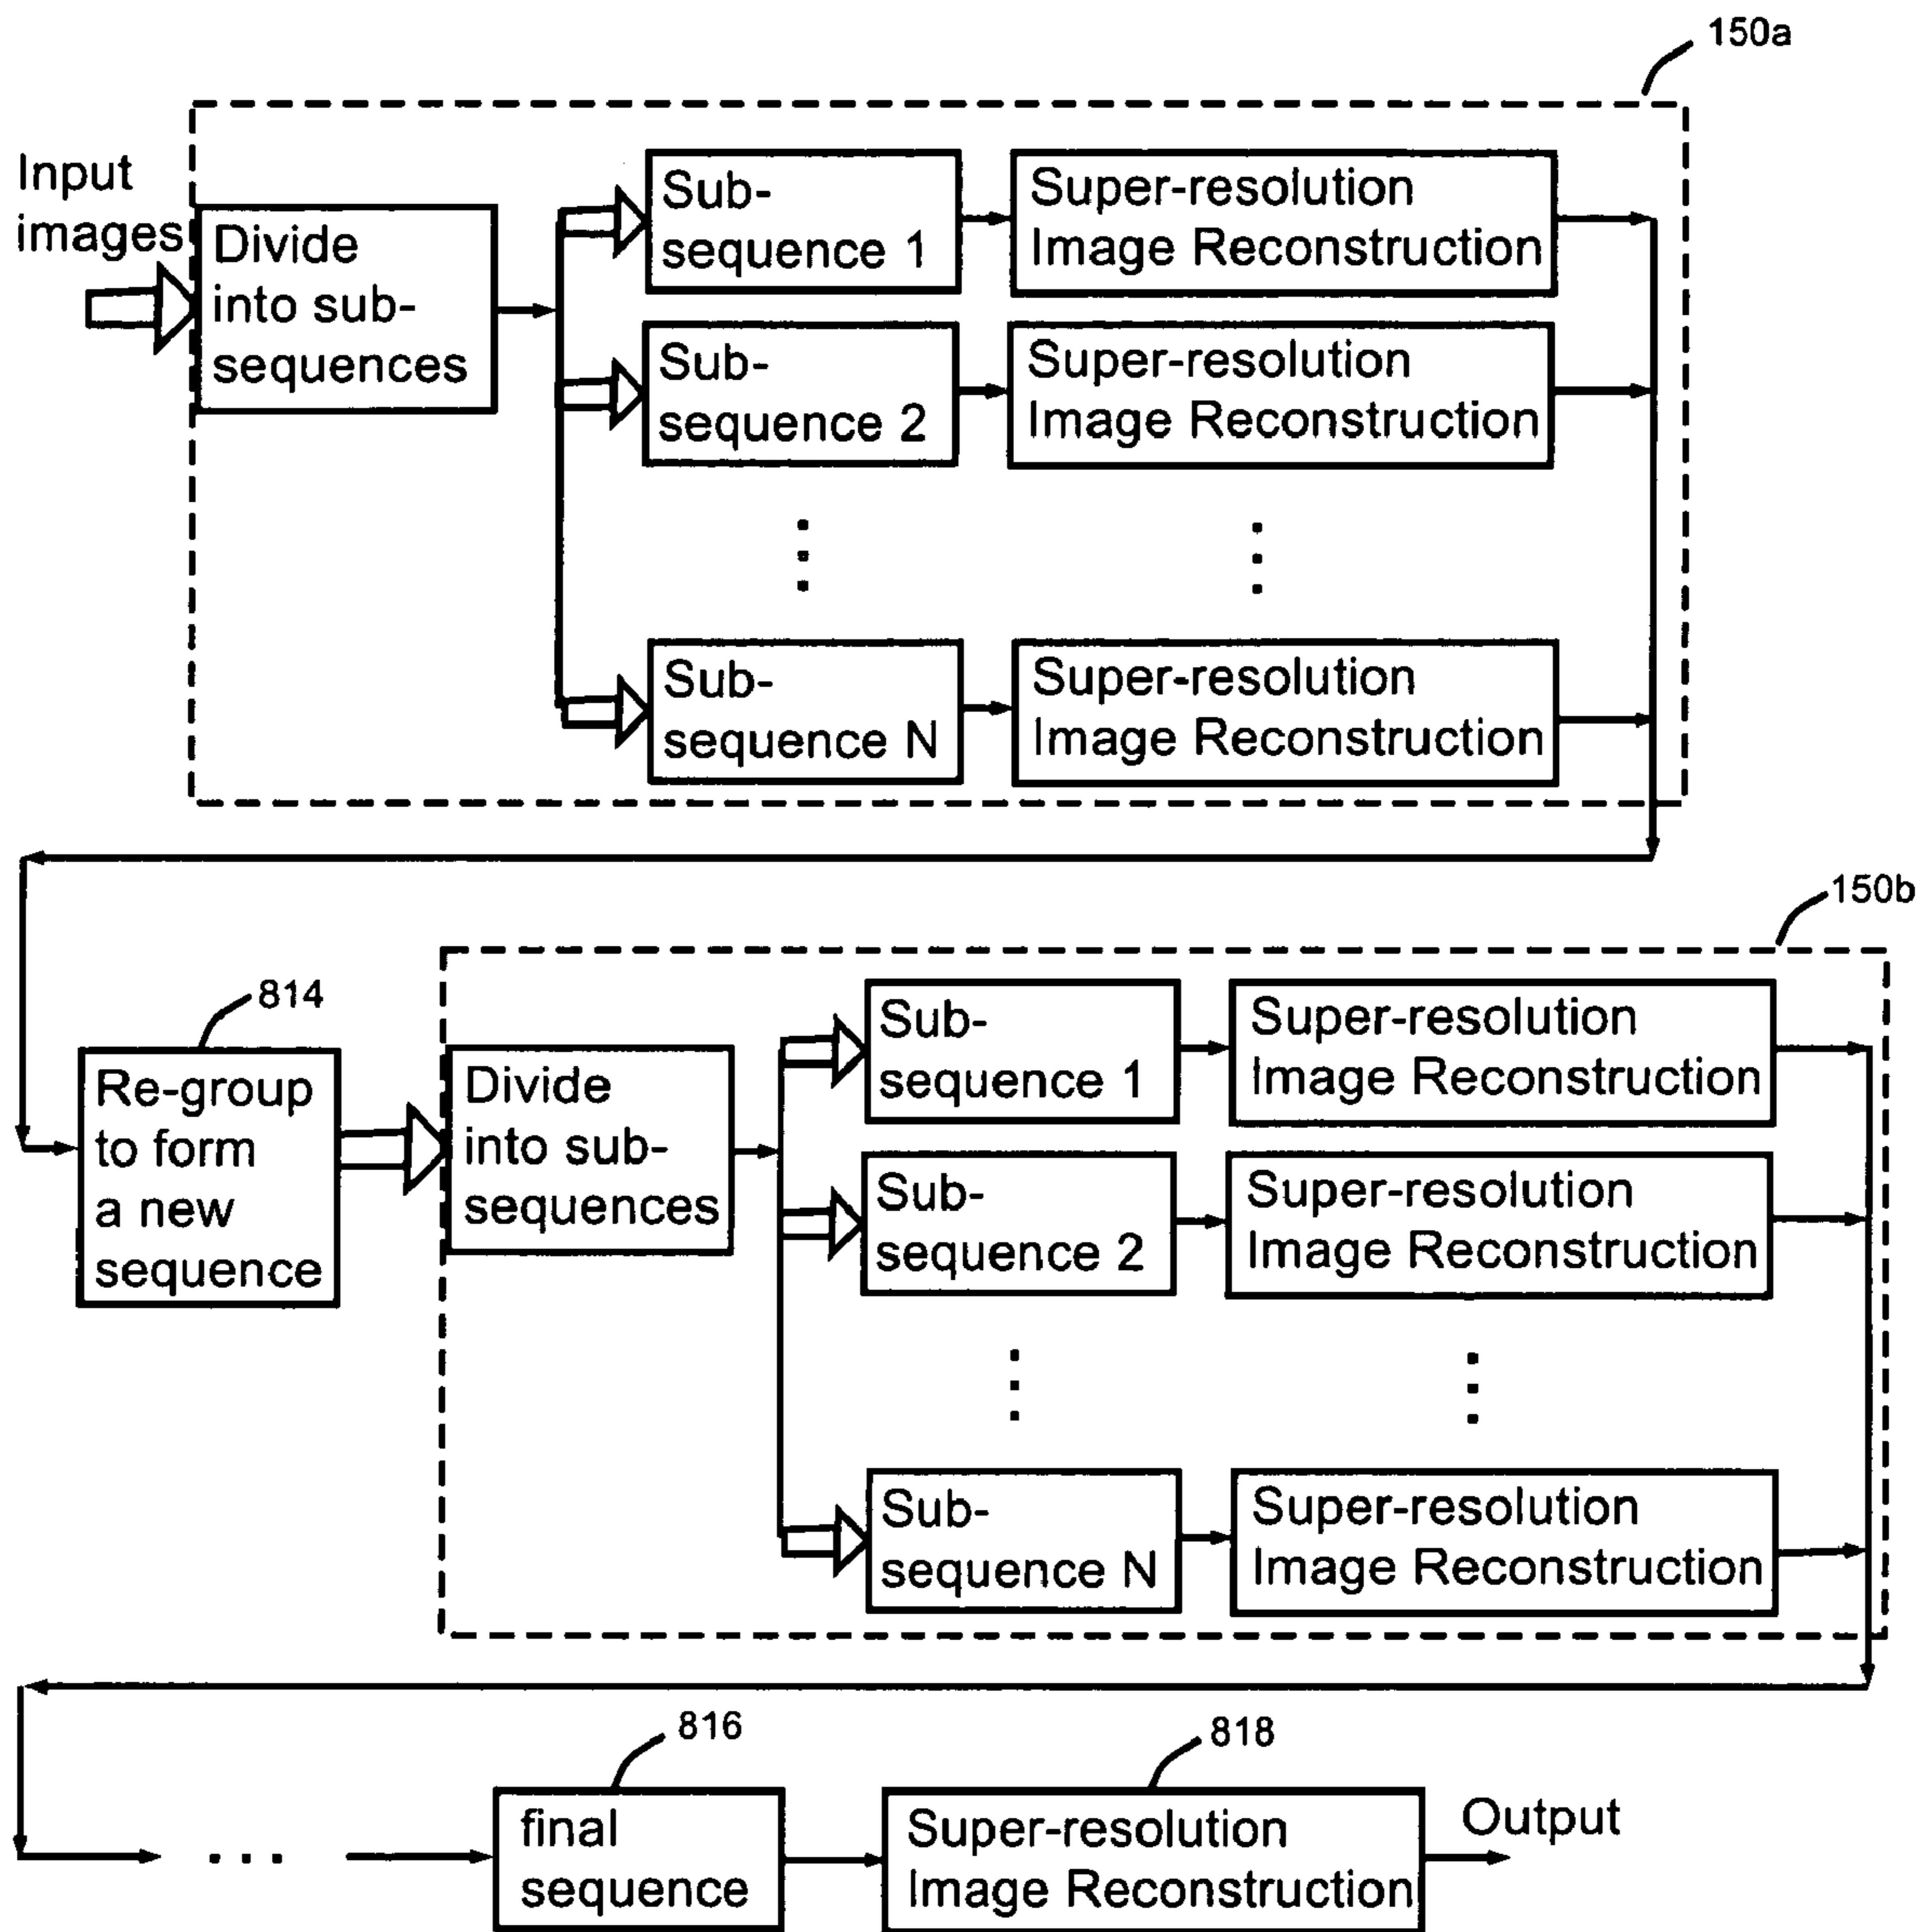 150a
Input
images
Divide
into sub-
sequences
Sub-
sequence 1
Super-resolution
Image Reconstruction
Sub-
sequence 2
Super-resolution
Image Reconstruction
Sub-
sequence N
Super-resolution
Image Reconstruction
150b
814
Re-group
to form
a new
sequence
Divide
into sub-
sequences
Sub-
sequence 1
Super-resolution
Image Reconstruction
Sub-
sequence 2
Super-resolution
Image Reconstruction
Sub-
sequence N
Super-resolution
Image Reconstruction
816
final
sequence
818
Super-resolution
Image Reconstruction
Output